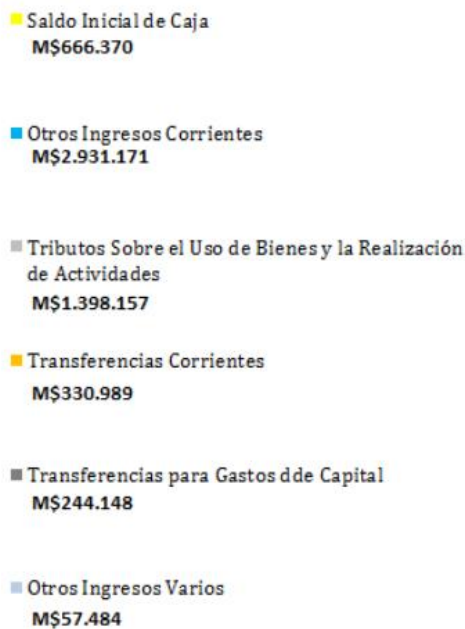 Saldo Inicial de Caja
M$666.370
Otros Ingresos Corrientes
M$2.931.171
Tributos Sobre el Uso de Bienes y la Realización
de Actividades
M$1.398.157
Transferencias Corrientes
M$330.989
Transferencias para Gastos dde Capital
M$244.148
Otros Ingresos Varios
M$57.484